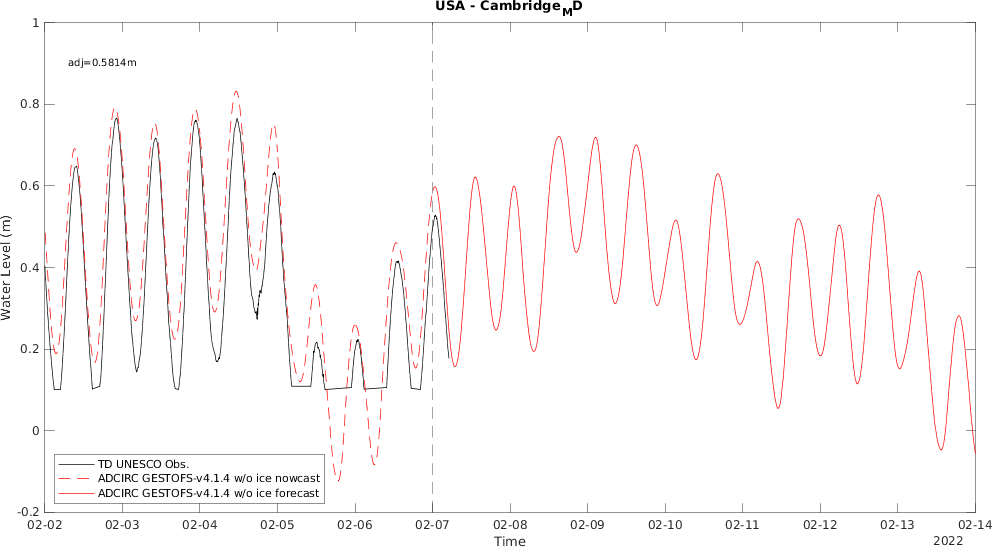 USA - Cambridge_MD
adj=0.5814m
Water Level (m)
1
0.8
0.6
0.4
0.2
0
-0.2
TD UNESCO Obs.
ADCIRC GESTOFS-v4.1.4 w/o ice nowcast
ADCIRC GESTOFS-v4.1.4 w/o ice forecast
02-02 02-03 02-04 02-05 02-06 02-07 02-08 02-09 02-10 02-11 02-12 02-13 02-14
Time
2022